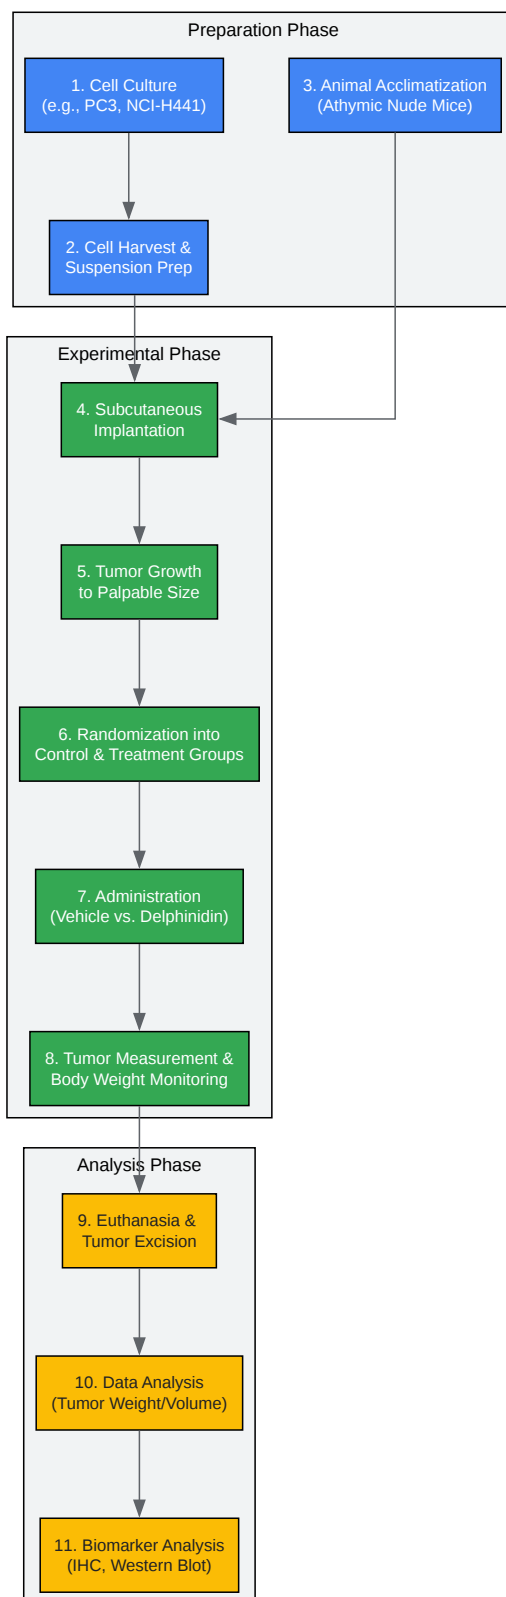 Preparation Phase
1. Cell Culture
(e.g., PC3, NCI-H441)
3. Animal Acclimatization
(Athymic Nude Mice)
2. Cell Harvest &
Suspension Prep
Experimental Phase
4. Subcutaneous
Implantation
5. Tumor Growth
to Palpable Size
6. Randomization into
Control & Treatment Groups
7. Administration
(Vehicle vs. Delphinidin)
8. Tumor Measurement &
Body Weight Monitoring
Analysis Phase
9. Euthanasia &
Tumor Excision
10. Data Analysis
(Tumor Weight/Volume)
11. Biomarker Analysis
(IHC, Western Blot)